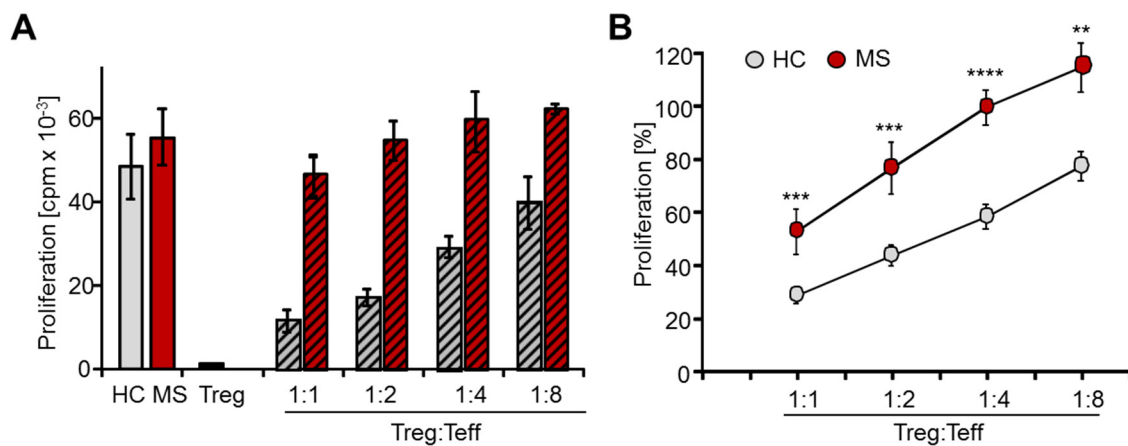 A
Proliferation [cpm x 10⁻³]
60
40
20
0
HC MS Treg 1:1 1:2 1:4 1:8
Treg:Teff
B
HC MS
Proliferation [%]
120
100
80
60
40
20
0
***
***
****
**
1:1 1:2 1:4 1:8
Treg:Teff